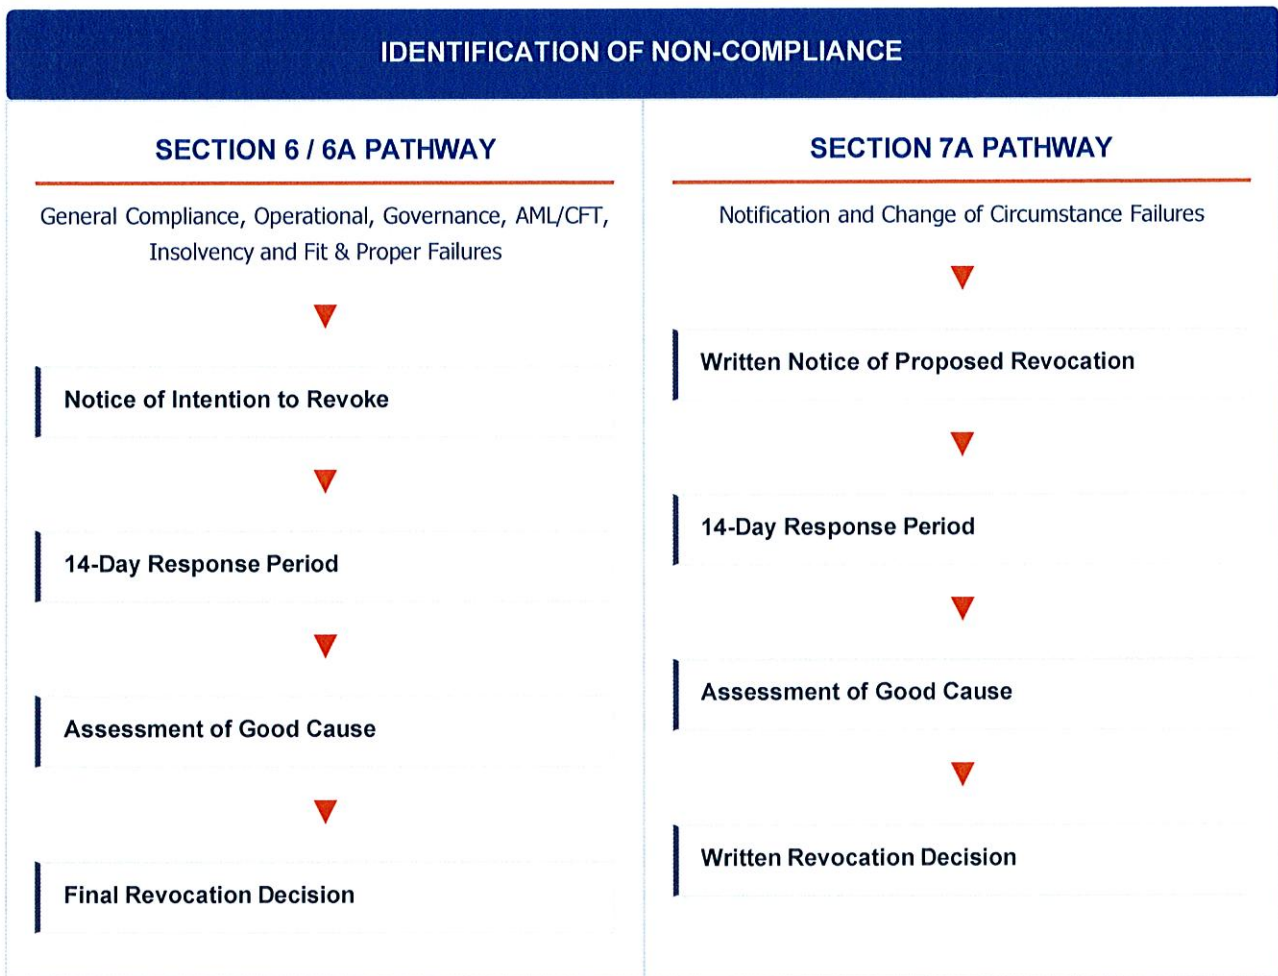 IDENTIFICATION OF NON-COMPLIANCE
SECTION 6 / 6A PATHWAY
General Compliance, Operational, Governance, AML/CFT,
Insolvency and Fit & Proper Failures
Notice of Intention to Revoke
14-Day Response Period
Assessment of Good Cause
Final Revocation Decision
SECTION 7A PATHWAY
Notification and Change of Circumstance Failures
Written Notice of Proposed Revocation
14-Day Response Period
Assessment of Good Cause
Written Revocation Decision